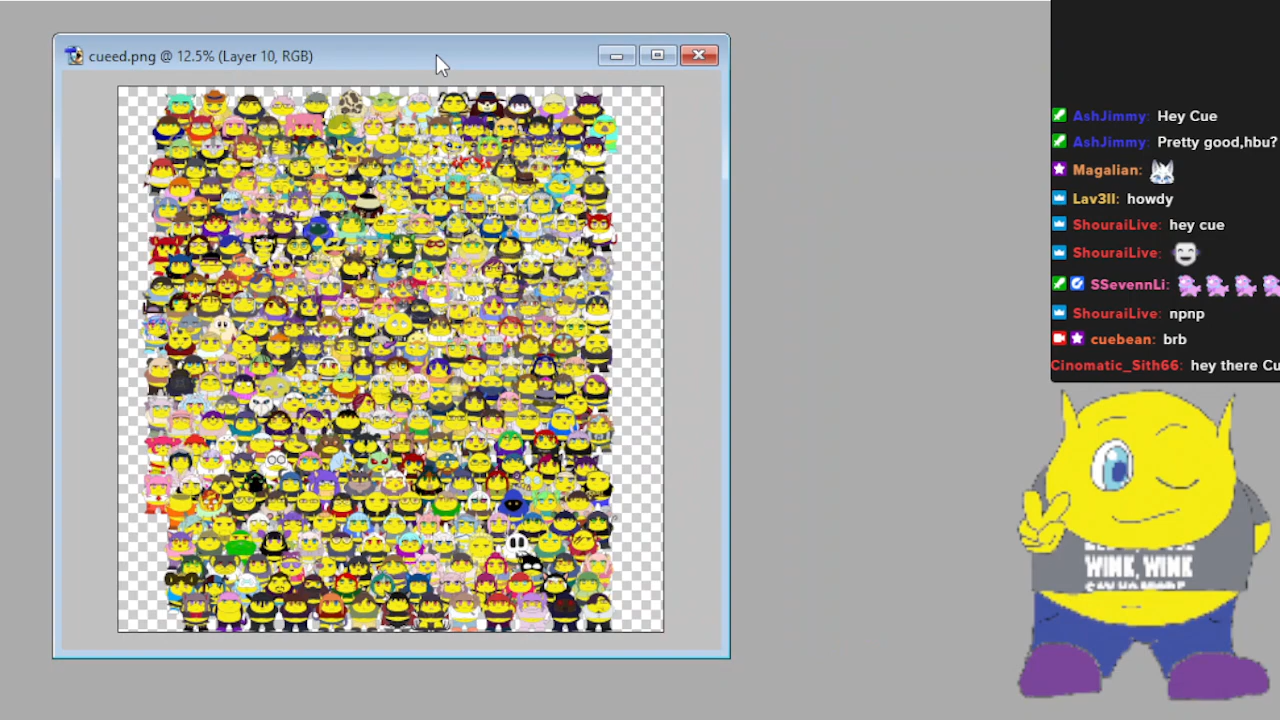 cueed.png @ 12.5% (Layer 10, RGB)
AshJimmy: Hey Cue
AshJimmy: Pretty good,hbu?
Magalian:
Lav3ll: howdy
ShouraiLive: hey cue
ShouraiLive:
SSevennLi:
ShouraiLive: npnp
cuebean: brb
Cinomatic_Sith66: hey there Cu
WINK, WINK